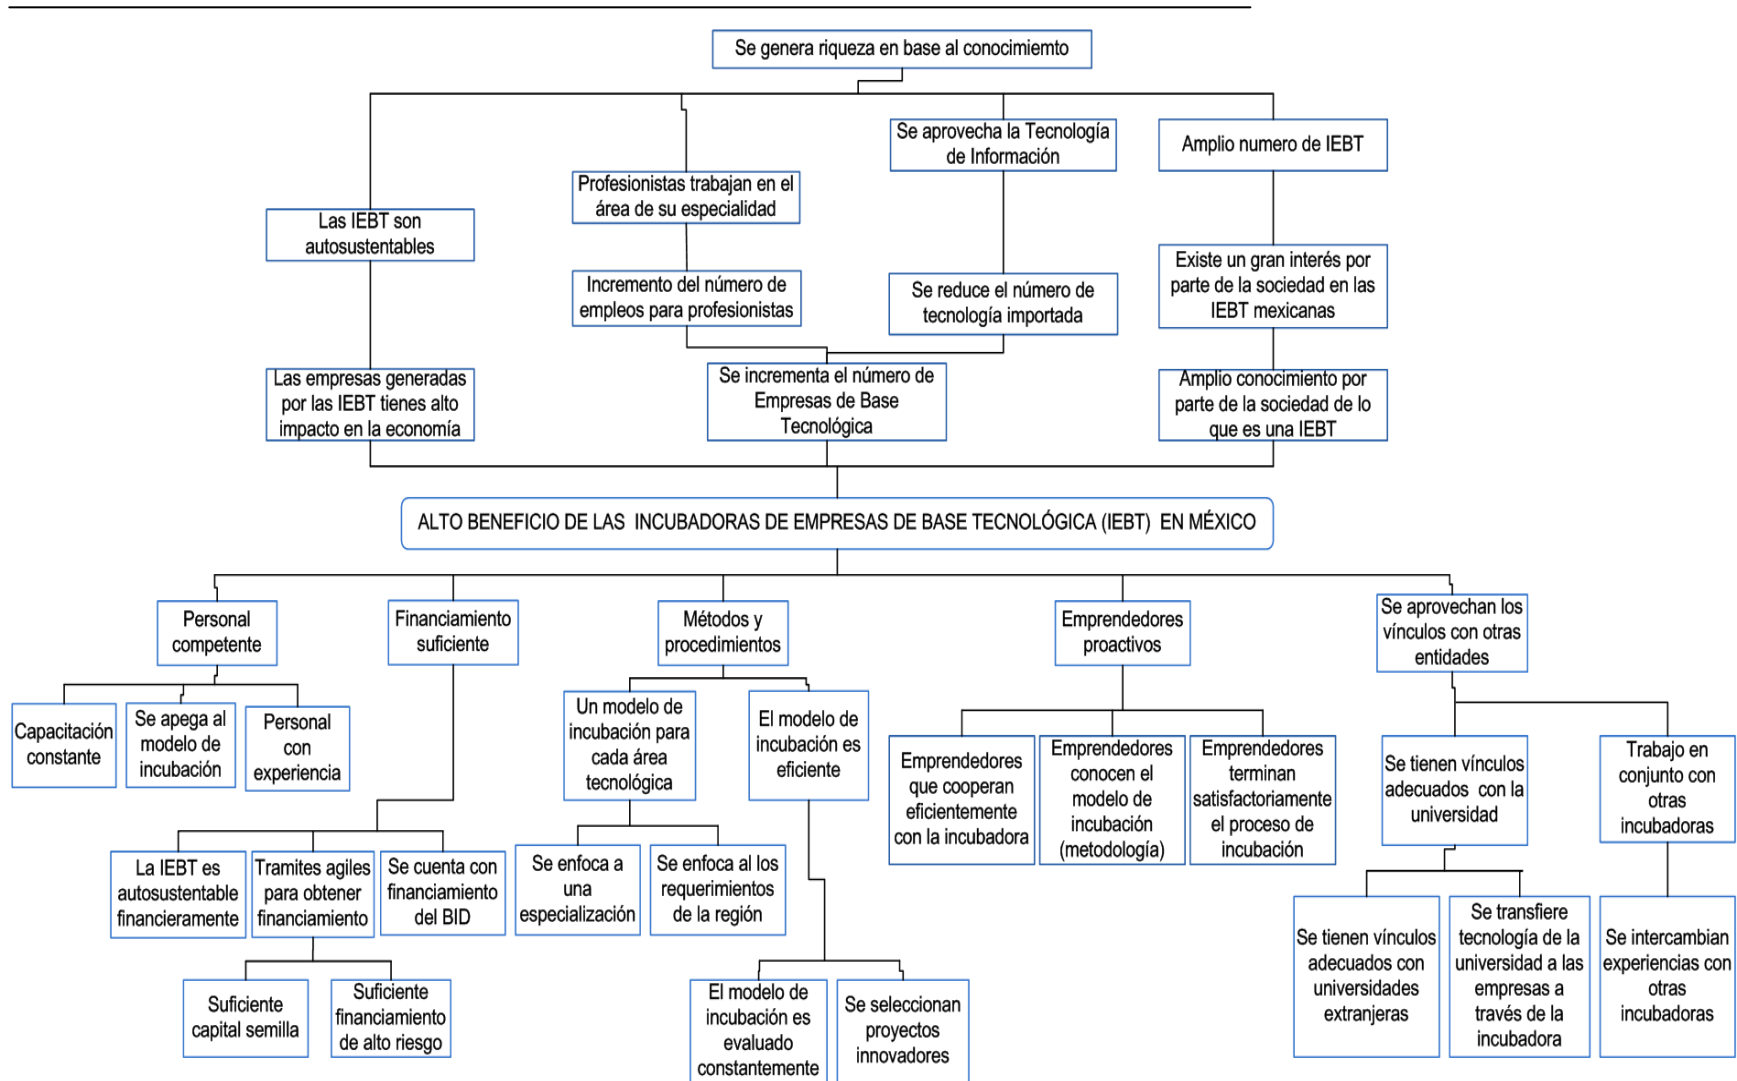 Se genera riqueza en base al conocimiemto
Se aprovecha la Tecnología
de Información
Amplio numero de IEBT
Profesionistas trabajan en el
área de su especialidad
Las IEBT son
autosustentables
Existe un gran interés por
parte de la sociedad en las
IEBT mexicanas
Incremento del número de
empleos para profesionistas
Se reduce el número de
tecnología importada
Las empresas generadas
por las IEBT tienes alto
impacto en la economía
Se incrementa el número de
Empresas de Base
Tecnológica
Amplio conocimiento por
parte de la sociedad de lo
que es una IEBT
ALTO BENEFICIO DE LAS INCUBADORAS DE EMPRESAS DE BASE TECNOLÓGICA (IEBT) EN MÉXICO
Personal
competente
Financiamiento
suficiente
Métodos y
procedimientos
Emprendedores
proactivos
Se aprovechan los
vínculos con otras
entidades
Capacitación
constante
Se apega al
modelo de
incubación
Personal
con
experiencia
Un modelo de
incubación para
cada área
tecnológica
El modelo de
incubación es
eficiente
Emprendedores
que cooperan
eficientemente
con la incubadora
Emprendedores
conocen el
modelo de
incubación
(metodología)
Emprendedores
terminan
satisfactoriamente
el proceso de
incubación
Se tienen vínculos
adecuados con la
universidad
Trabajo en
conjunto con
otras
incubadoras
La IEBT es
autosustentable
financieramente
Tramites agiles
para obtener
financiamiento
Se cuenta con
financiamiento
del BID
Se enfoca a
una
especialización
Se enfoca al los
requerimientos
de la región
Se tienen vínculos
adecuados con
universidades
extranjeras
Se transfiere
tecnología de la
universidad a las
empresas a
través de la
incubadora
Se intercambian
experiencias con
otras
incubadoras
Suficiente
capital semilla
Suficiente
financiamiento
de alto riesgo
El modelo de
incubación es
evaluado
constantemente
Se seleccionan
proyectos
innovadores